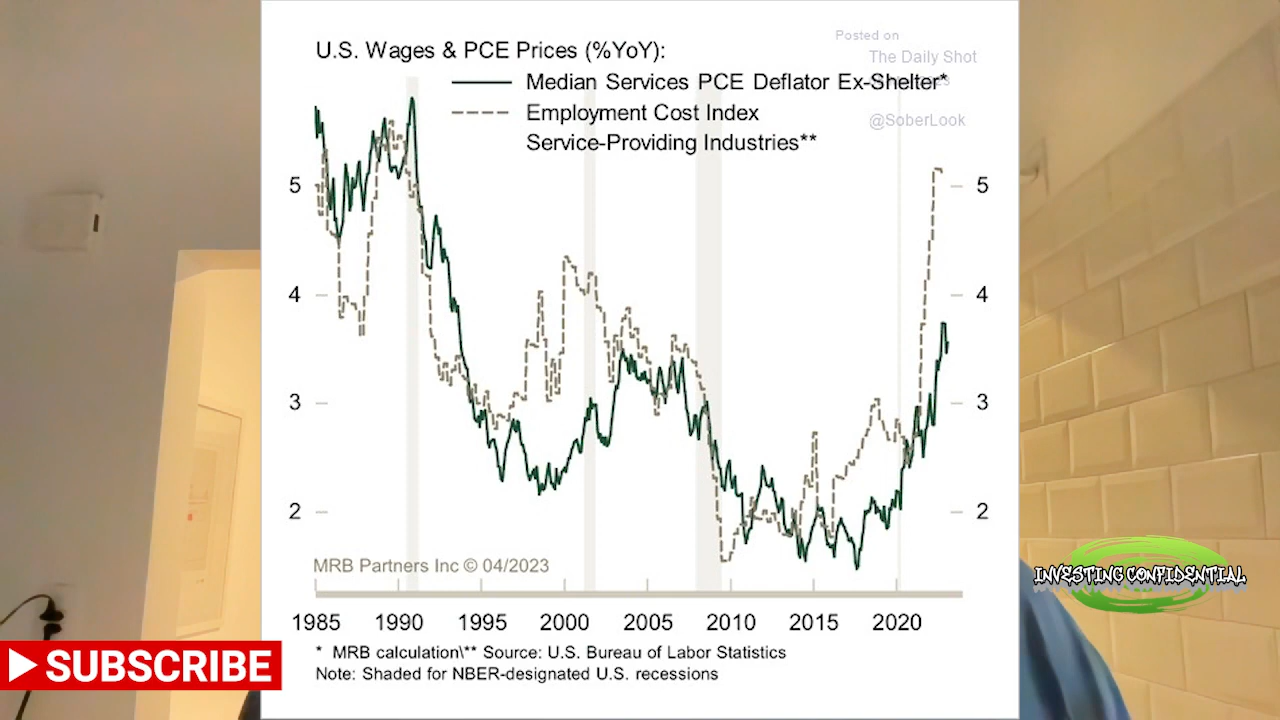 Posted on
U.S. Wages & PCE Prices (%YoY):
The Daily Shot
Median Services PCE Deflator Ex-Shelter*
Employment Cost Index
@SoberLook
Service-Providing Industries**
5
5
4
4
3
3
2
2
MRB Partners Inc © 04/2023
INVESTING CONFIDENTIAL
1985 1990 1995 2000 2005 2010 2015 2020
* MRB calculation\** Source: U.S. Bureau of Labor Statistics
SUBSCRIBE
Note: Shaded for NBER-designated U.S. recessions